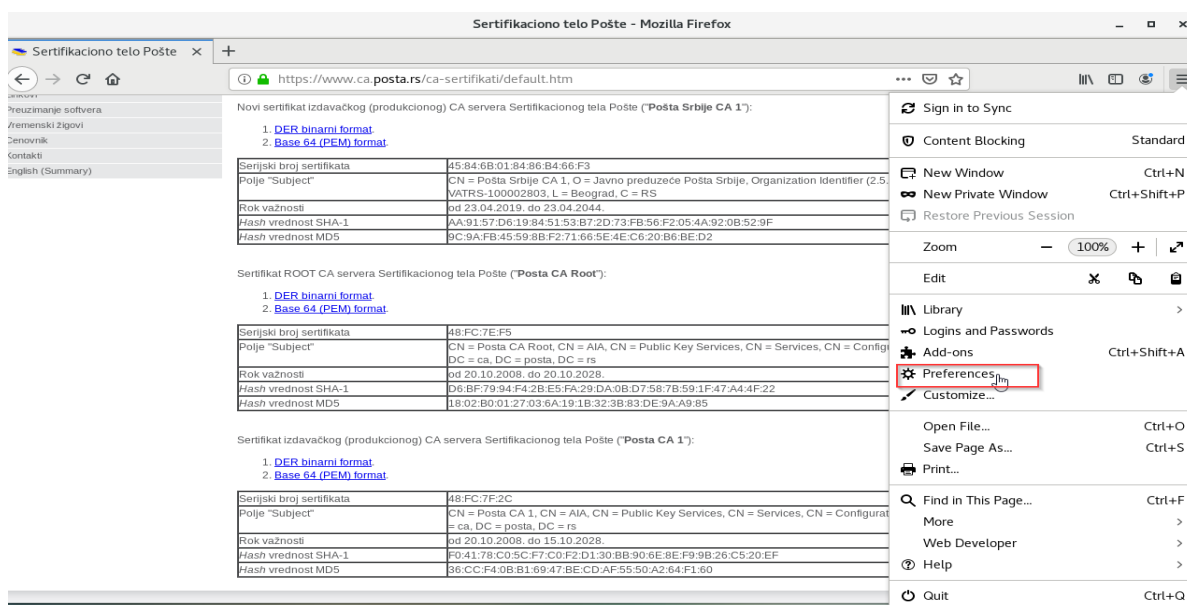 Sertifikaciono telo Pošte - Mozilla Firefox
Sertifikaciono telo Pošte
https://www.ca.posta.rs/ca-sertifikati/default.htm
Preuzimanje softvera
Vremenski žigovi
Cenovnik
Kontakti
English (Summary)
Novi sertifikat izdavačkog (produkcionog) CA servera Sertifikacionog tela Pošte ("Pošta Srbije CA 1"):
1. DER binarni format.
2. Base 64 (PEM) format.
Serijski broj sertifikata 45:84:6B:01:84:86:B4:66:F3
Polje "Subject" CN = Pošta Srbije CA 1, O = Javno preduzeće Pošta Srbije, Organization Identifier (2.5.
VATRS-100002803, L = Beograd, C = RS
Rok važnosti od 23.04.2019. do 23.04.2044.
Hash vrednost SHA-1 AA:91:57:D6:19:84:51:53:B7:2D:73:FB:56:F2:05:4A:92:0B:52:9F
Hash vrednost MD5 9C:9A:FB:45:59:8B:F2:71:66:5E:4E:C6:20:B6:BE:D2
Sertifikat ROOT CA servera Sertifikacionog tela Pošte ("Posta CA Root"):
1. DER binarni format.
2. Base 64 (PEM) format.
Serijski broj sertifikata 48:FC:7E:F5
Polje "Subject" CN = Posta CA Root, CN = AIA, CN = Public Key Services, CN = Services, CN = Configu
DC = ca, DC = posta, DC = rs
Rok važnosti od 20.10.2008. do 20.10.2028.
Hash vrednost SHA-1 D6:BF:79:94:F4:2B:E5:FA:29:DA:0B:D7:58:7B:59:1F:47:A4:4F:22
Hash vrednost MD5 18:02:B0:01:27:03:6A:19:1B:32:3B:83:DE:9A:A9:85
Sertifikat izdavačkog (produkcionog) CA servera Sertifikacionog tela Pošte ("Posta CA 1"):
1. DER binarni format.
2. Base 64 (PEM) format.
Serijski broj sertifikata 48:FC:7F:2C
Polje "Subject" CN = Posta CA 1, CN = AIA, CN = Public Key Services, CN = Services, CN = Configurat
= ca, DC = posta, DC = rs
Rok važnosti od 20.10.2008. do 15.10.2028.
Hash vrednost SHA-1 F0:41:78:C0:5C:F7:C0:F2:D1:30:BB:90:6E:8E:F9:9B:26:C5:20:EF
Hash vrednost MD5 36:CC:F4:0B:B1:69:47:BE:CD:AF:55:50:A2:64:F1:60
Sign in to Sync
Content Blocking Standard
New Window Ctrl+N
New Private Window Ctrl+Shift+P
Restore Previous Session
Zoom − 100% +
Edit
Library
Logins and Passwords
Add-ons Ctrl+Shift+A
Preferences
Customize...
Open File... Ctrl+O
Save Page As... Ctrl+S
Print...
Find in This Page... Ctrl+F
More
Web Developer
Help
Quit Ctrl+Q